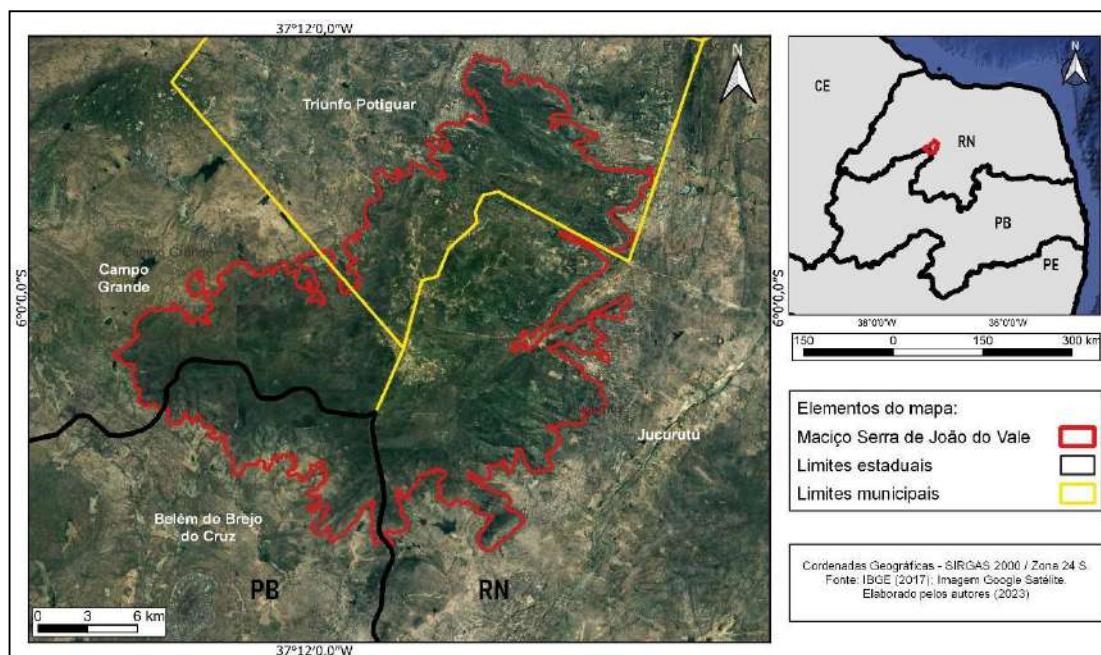 37°12'0,0"W
6°0'0,0"S
N
Triunfo Potiguar
Campo
Grande
Jucurutú
Belém do Brejo
do Cruz
PB
RN
0 3 6 km
37°12'0,0"W
6°0'0,0"S
N
CE
RN
PB
PE
38°0'0"W 36°0'0"W
150 0 150 300 km
Elementos do mapa:
Maciço Serra de João do Vale
Limites estaduais
Limites municipais
Cordenadas Geográficas - SIRGAS 2000 / Zona 24 S.
Fonte: IBGE (2017); Imagem Google Satélite.
Elaborado pelos autores (2023)